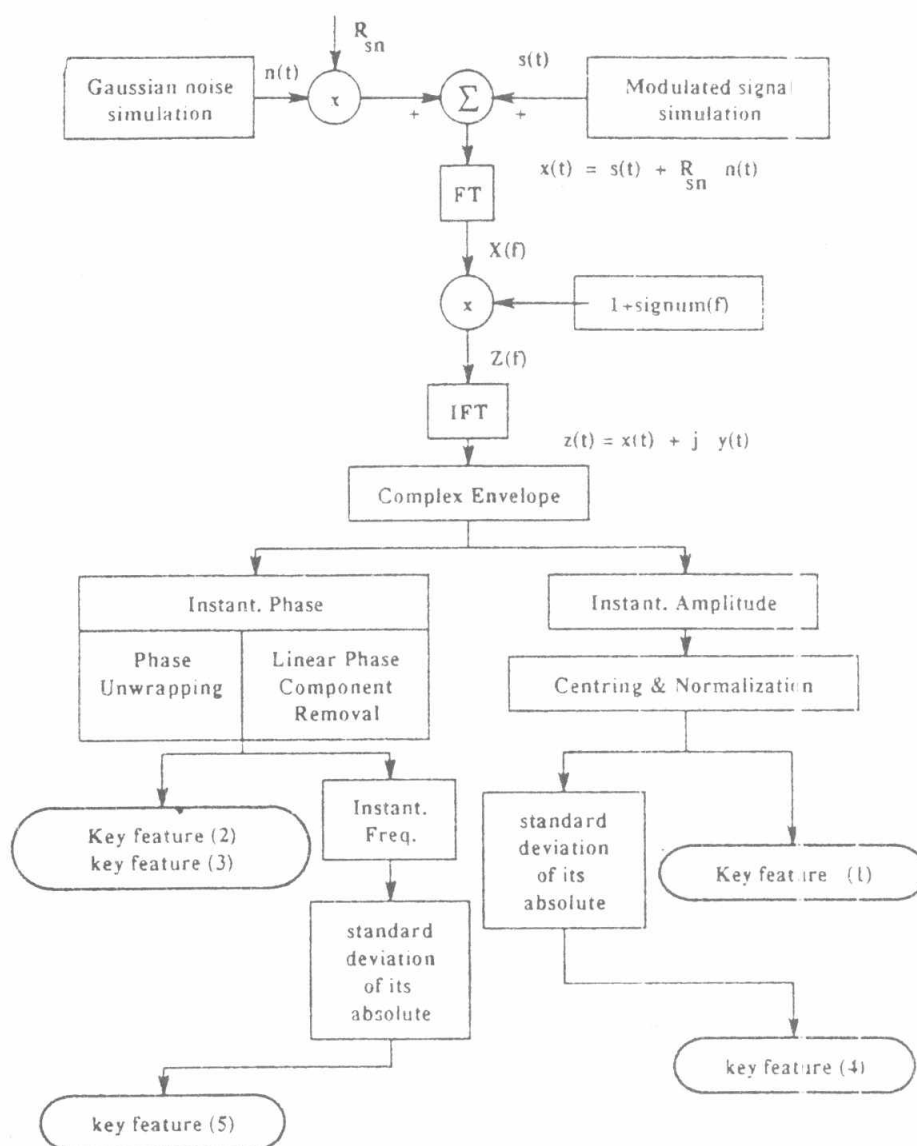 R
sn
n(t)
s(t)
Gaussian noise
simulation
x
Σ
+
+
Modulated signal
simulation
x(t) = s(t) + R n(t)
sn
FT
X(f)
x
1+signum(f)
Z(f)
IFT
z(t) = x(t) + j y(t)
Complex Envelope
Instant. Phase
Instant. Amplitude
Phase
Unwrapping
Linear Phase
Component
Removal
Centring & Normalization
Key feature (2)
key feature (3)
Instant.
Freq.
standard
deviation
of its
absolute
Key feature (1)
standard
deviation
of its
absolute
key feature (4)
key feature (5)